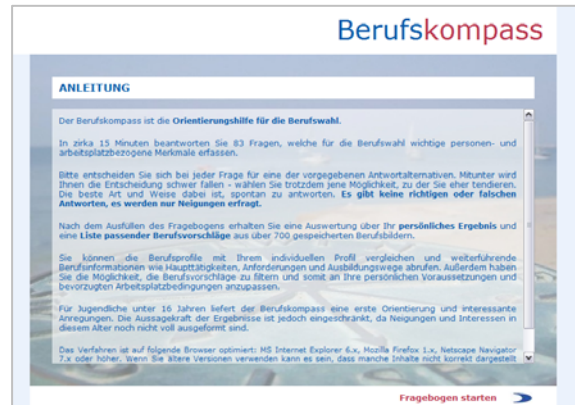 Berufskompass
ANLEITUNG
Der Berufskompass ist die Orientierungshilfe für die Berufswahl.
In zirka 15 Minuten beantworten Sie 83 Fragen, welche für die Berufswahl wichtige personen- und
arbeitsplatzbezogene Merkmale erfassen.
Bitte entscheiden Sie sich bei jeder Frage für eine der vorgegebenen Antwortalternativen. Mitunter wird
Ihnen die Entscheidung schwer fallen - wählen Sie trotzdem jene Möglichkeit, zu der Sie eher tendieren.
Die beste Art und Weise dabei ist, spontan zu antworten. Es gibt keine richtigen oder falschen
Antworten, es werden nur Neigungen erfragt.
Nach dem Ausfüllen des Fragebogens erhalten Sie eine Auswertung über Ihr persönliches Ergebnis und
eine Liste passender Berufsvorschläge aus über 700 gespeicherten Berufsbildern.
Sie können die Berufsprofile mit Ihrem individuellen Profil vergleichen und weiterführende
Berufsinformationen wie Haupttätigkeiten, Anforderungen und Ausbildungswege abrufen. Außerdem haben
Sie die Möglichkeit, die Berufsvorschläge zu filtern und somit an Ihre persönlichen Voraussetzungen und
bevorzugten Arbeitsplatzbedingungen anzupassen.
Für Jugendliche unter 16 Jahren liefert der Berufskompass eine erste Orientierung und interessante
Anregungen. Die Aussagekraft der Ergebnisse ist jedoch eingeschränkt, da Neigungen und Interessen in
diesem Alter noch nicht voll ausgeformt sind.
Das Verfahren ist auf folgende Browser optimiert: MS Internet Explorer 6.x, Mozilla Firefox 1.x, Netscape Navigator
7.x oder höher. Wenn Sie ältere Versionen verwenden kann es sein, dass manche Inhalte nicht korrekt dargestellt
Fragebogen starten